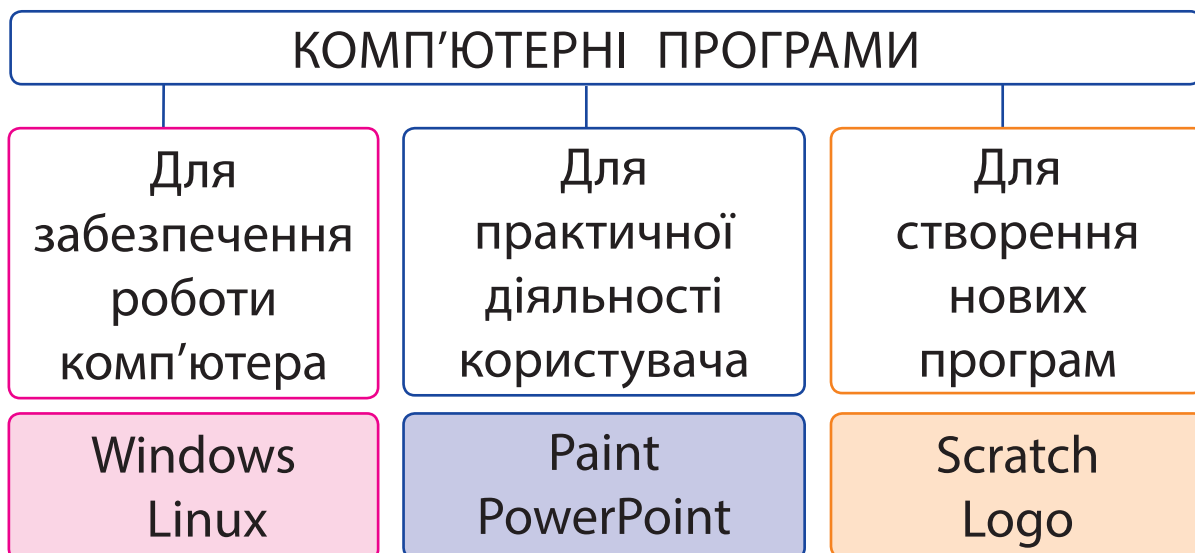 КОМП’ЮТЕРНІ ПРОГРАМИ
Для
забезпечення
роботи
комп’ютера
Для
практичної
діяльності
користувача
Для
створення
нових
програм
Windows
Linux
Paint
PowerPoint
Scratch
Logo